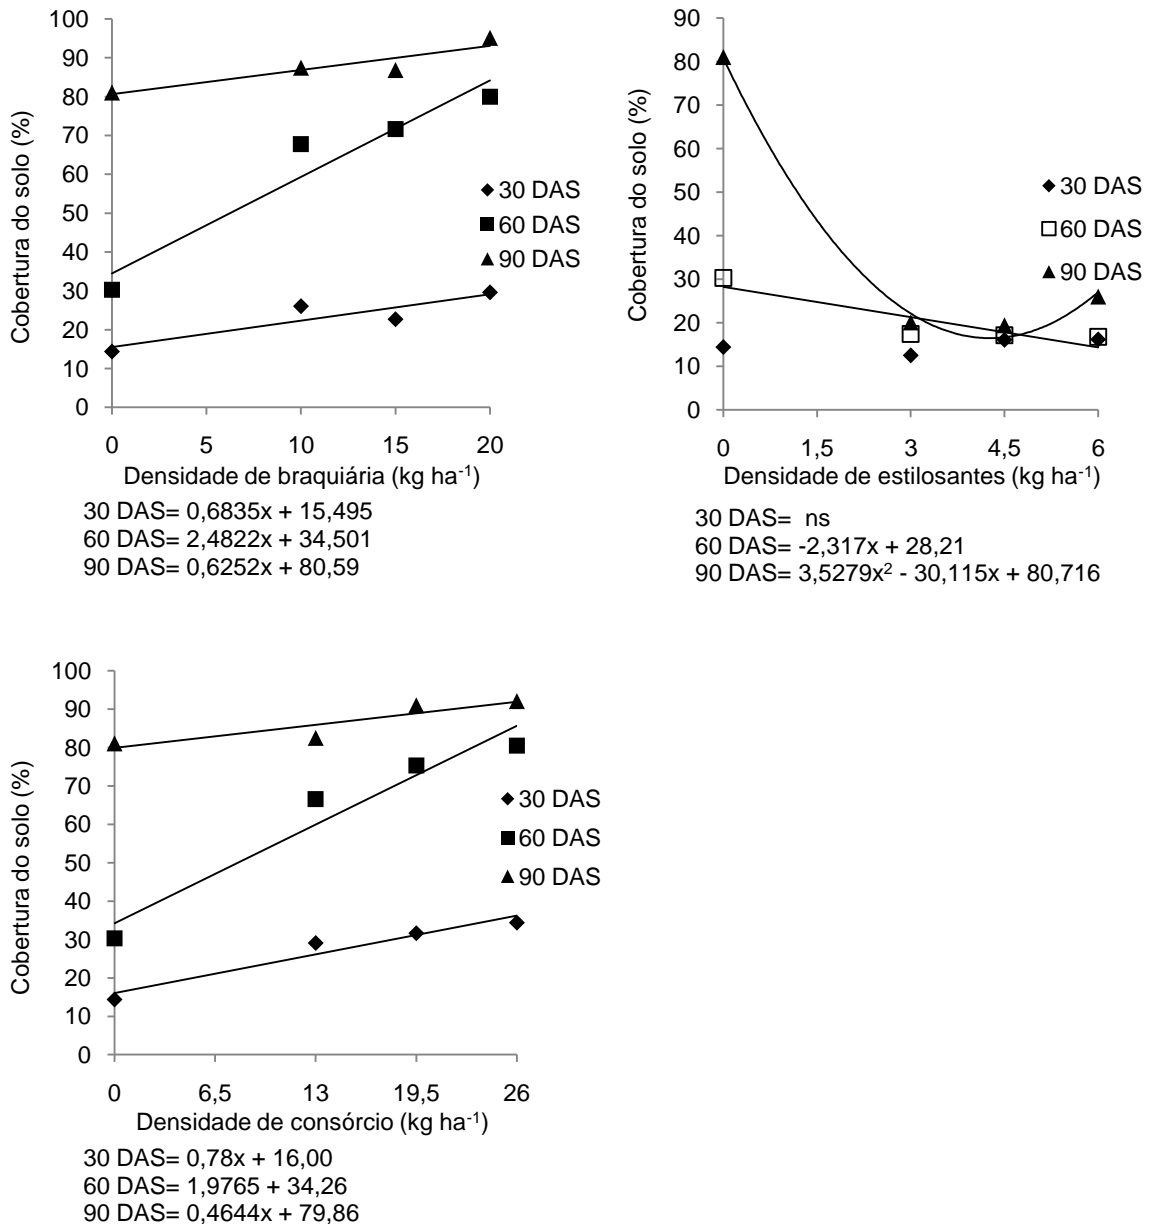 Cobertura do solo (%)
100
90
80
70
60
50
40
30
20
10
0
0 5 10 15 20
Densidade de braquiária (kg ha-1)
30 DAS
60 DAS
90 DAS
30 DAS= 0,6835x + 15,495
60 DAS= 2,4822x + 34,501
90 DAS= 0,6252x + 80,59
Cobertura do solo (%)
90
80
70
60
50
40
30
20
10
0
0 1,5 3 4,5 6
Densidade de estilosantes (kg ha-1)
30 DAS
60 DAS
90 DAS
30 DAS= ns
60 DAS= -2,317x + 28,21
90 DAS= 3,5279x2 - 30,115x + 80,716
Cobertura do solo (%)
100
90
80
70
60
50
40
30
20
10
0
0 6,5 13 19,5 26
Densidade de consórcio (kg ha-1)
30 DAS
60 DAS
90 DAS
30 DAS= 0,78x + 16,00
60 DAS= 1,9765 + 34,26
90 DAS= 0,4644x + 79,86